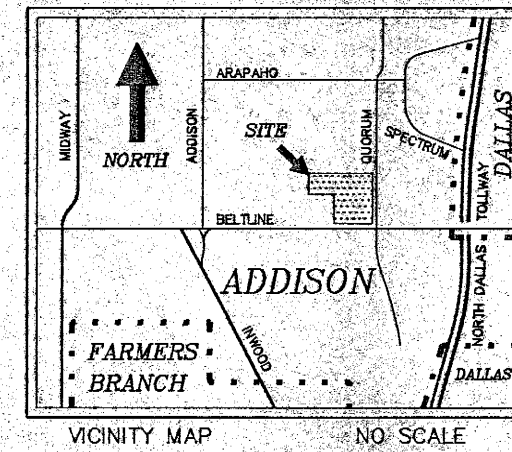 ARAPAHO
MIDWAY
NORTH
ADDISON
SITE
QUORUM
SPECTRUM
DALLAS
TOLLWAY
BELTLINE
ADDISON
INWOOD
NORTH DALLAS
FARMERS
BRANCH
DALLAS
VICINITY MAP
NO SCALE